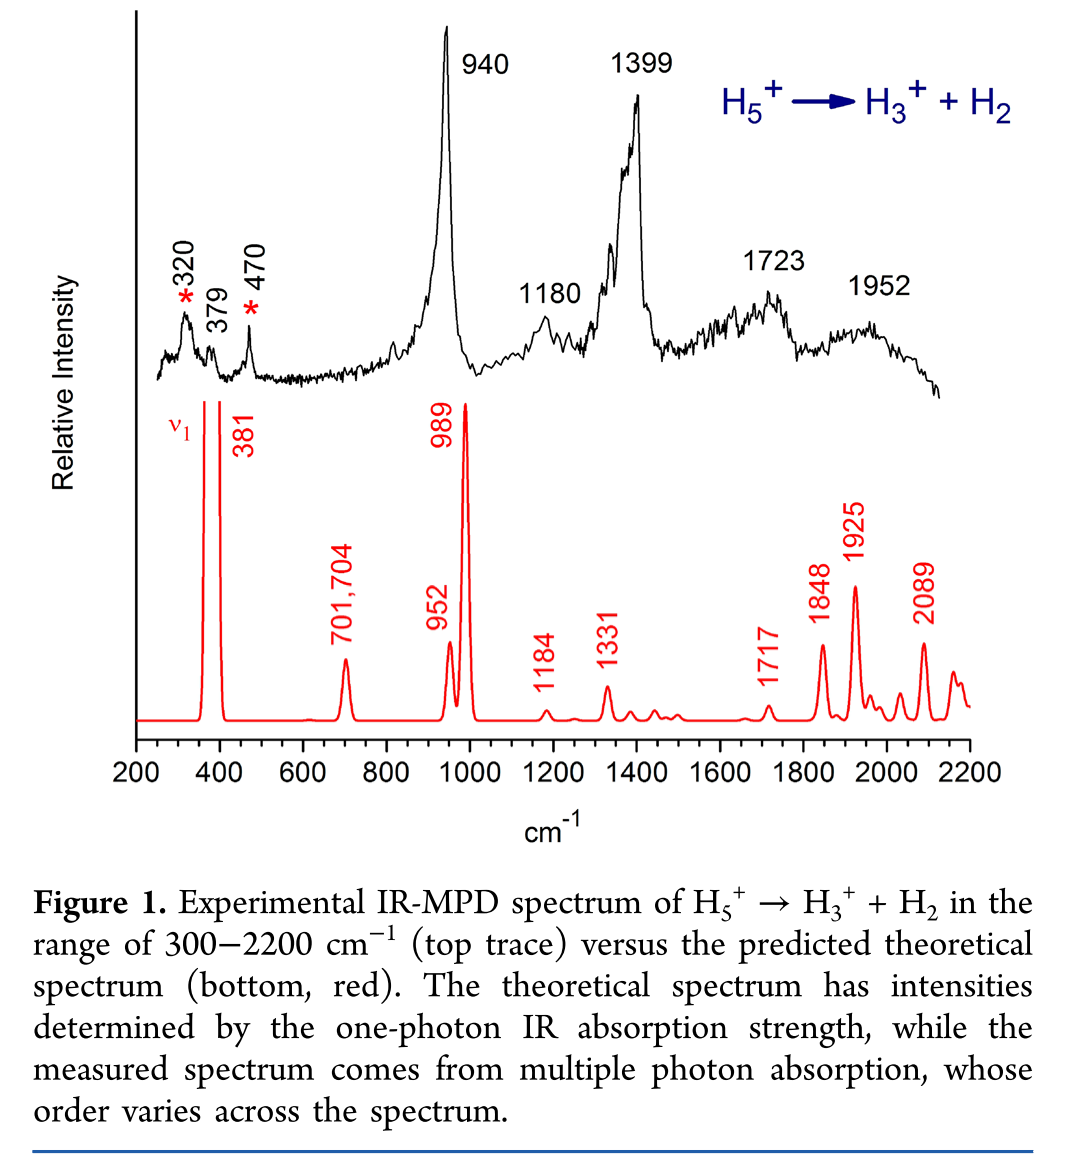 940
1399
H₅⁺ → H₃⁺ + H₂
*320
379
*470
1180
1723
1952
Relative Intensity
ν₁
381
701,704
952
989
1184
1331
1717
1848
1925
2089
200 400 600 800 1000 1200 1400 1600 1800 2000 2200
cm⁻¹
Figure 1. Experimental IR-MPD spectrum of H₅⁺ → H₃⁺ + H₂ in the
range of 300−2200 cm⁻¹ (top trace) versus the predicted theoretical
spectrum (bottom, red). The theoretical spectrum has intensities
determined by the one-photon IR absorption strength, while the
measured spectrum comes from multiple photon absorption, whose
order varies across the spectrum.